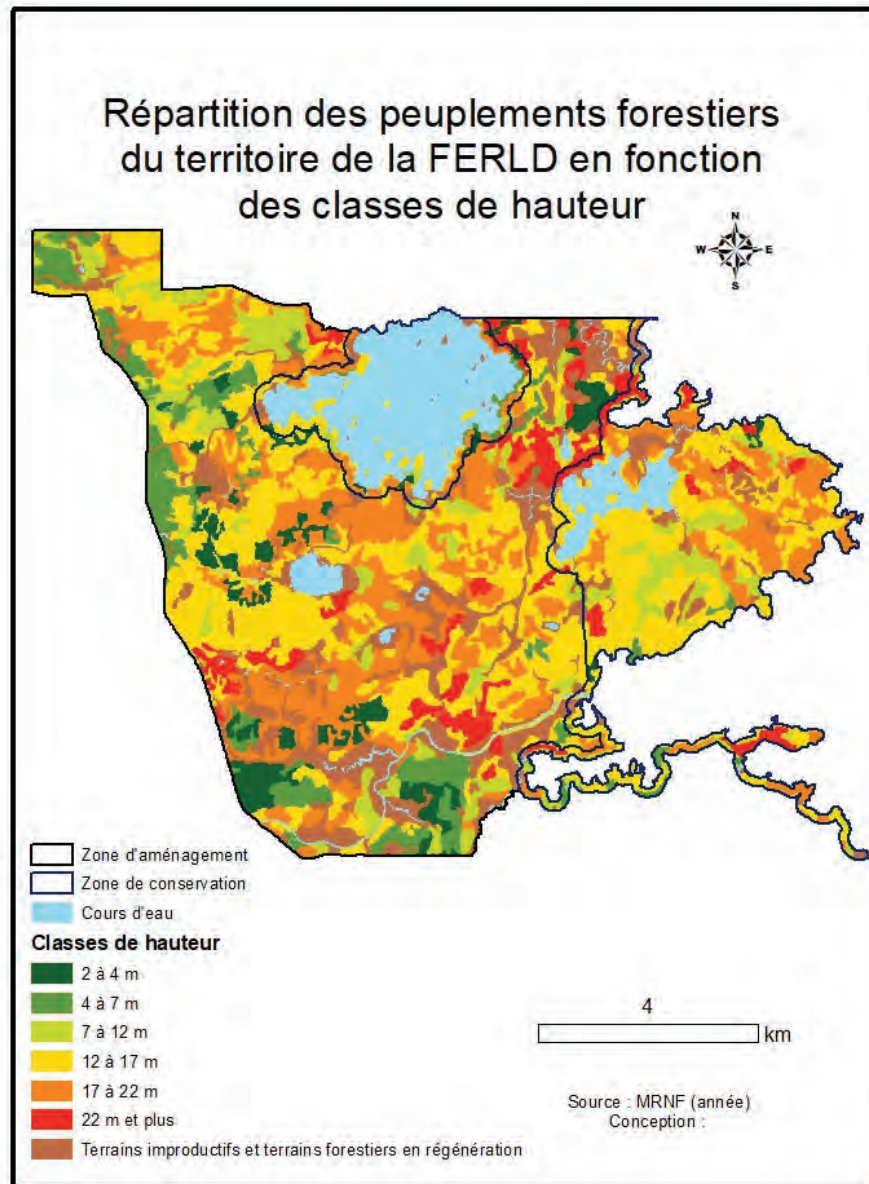 Répartition des peuplements forestiers
du territoire de la FERLD en fonction
des classes de hauteur
N
W E
S
Zone d'aménagement
Zone de conservation
Cours d'eau
Classes de hauteur
2 à 4 m
4 à 7 m
7 à 12 m
12 à 17 m
17 à 22 m
22 m et plus
Terrains improductifs et terrains forestiers en régénération
4
km
Source : MRNF (année)
Conception :